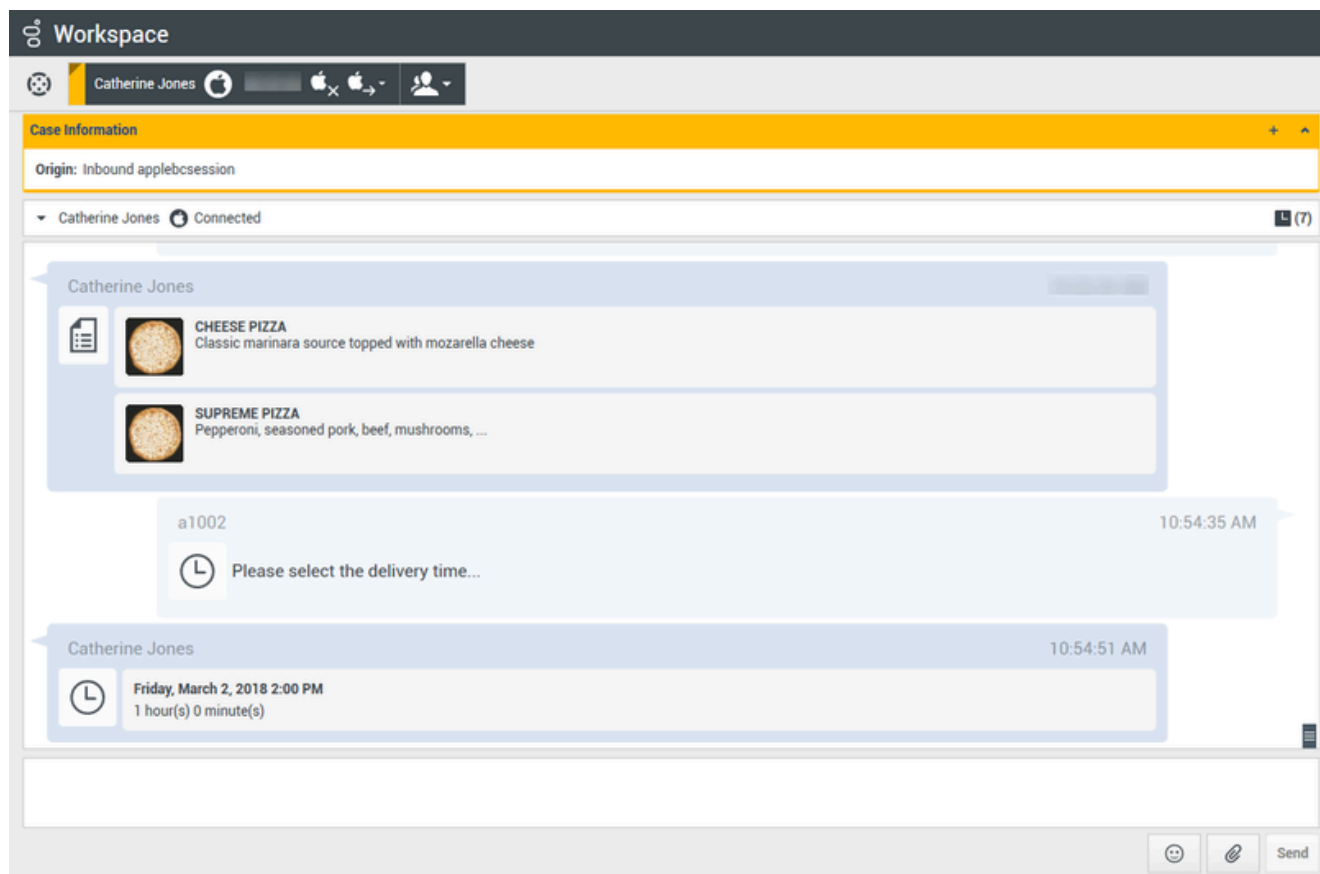 Workspace
Catherine Jones
Case Information
Origin: Inbound applebcsession
Catherine Jones Connected (7)
Catherine Jones
CHEESE PIZZA
Classic marinara source topped with mozarella cheese
SUPREME PIZZA
Pepperoni, seasoned pork, beef, mushrooms, ...
a1002 10:54:35 AM
Please select the delivery time...
Catherine Jones 10:54:51 AM
Friday, March 2, 2018 2:00 PM
1 hour(s) 0 minute(s)
Send